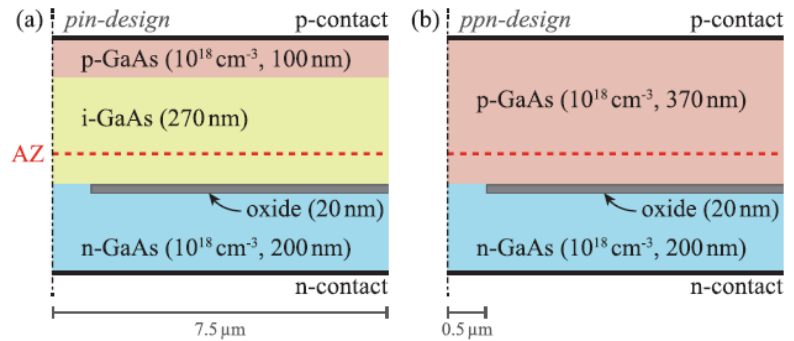 (a) pin-design p-contact
p-GaAs (10¹⁸ cm⁻³, 100 nm)
i-GaAs (270 nm)
AZ
oxide (20 nm)
n-GaAs (10¹⁸ cm⁻³, 200 nm)
n-contact
7.5 µm
(b) ppn-design p-contact
p-GaAs (10¹⁸ cm⁻³, 370 nm)
oxide (20 nm)
n-GaAs (10¹⁸ cm⁻³, 200 nm)
n-contact
0.5 µm